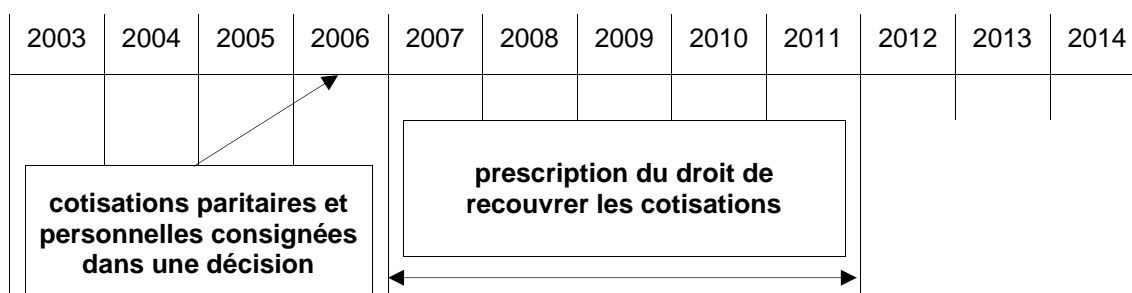 2003 2004 2005 2006 2007 2008 2009 2010 2011 2012 2013 2014
prescription du droit de
recouvrer les cotisations
cotisations paritaires et
personnelles consignées
dans une décision